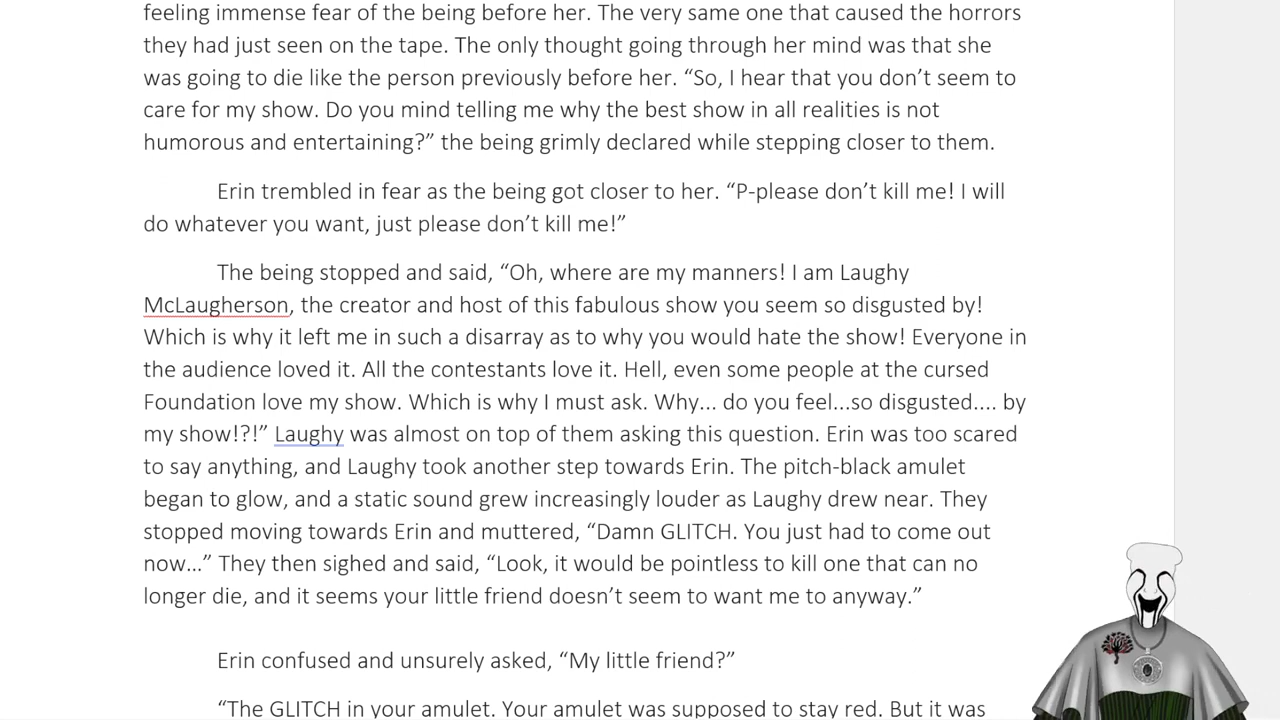 feeling immense fear of the being before her. The very same one that caused the horrors
they had just seen on the tape. The only thought going through her mind was that she
was going to die like the person previously before her. “So, I hear that you don’t seem to
care for my show. Do you mind telling me why the best show in all realities is not
humorous and entertaining?” the being grimly declared while stepping closer to them.
Erin trembled in fear as the being got closer to her. “P-please don’t kill me! I will
do whatever you want, just please don’t kill me!”
The being stopped and said, “Oh, where are my manners! I am Laughy
McLaugherson, the creator and host of this fabulous show you seem so disgusted by!
Which is why it left me in such a disarray as to why you would hate the show! Everyone in
the audience loved it. All the contestants love it. Hell, even some people at the cursed
Foundation love my show. Which is why I must ask. Why... do you feel...so disgusted.... by
my show!?!” Laughy was almost on top of them asking this question. Erin was too scared
to say anything, and Laughy took another step towards Erin. The pitch-black amulet
began to glow, and a static sound grew increasingly louder as Laughy drew near. They
stopped moving towards Erin and muttered, “Damn GLITCH. You just had to come out
now...” They then sighed and said, “Look, it would be pointless to kill one that can no
longer die, and it seems your little friend doesn’t seem to want me to anyway.”
Erin confused and unsurely asked, “My little friend?”
“The GLITCH in your amulet. Your amulet was supposed to stay red. But it was